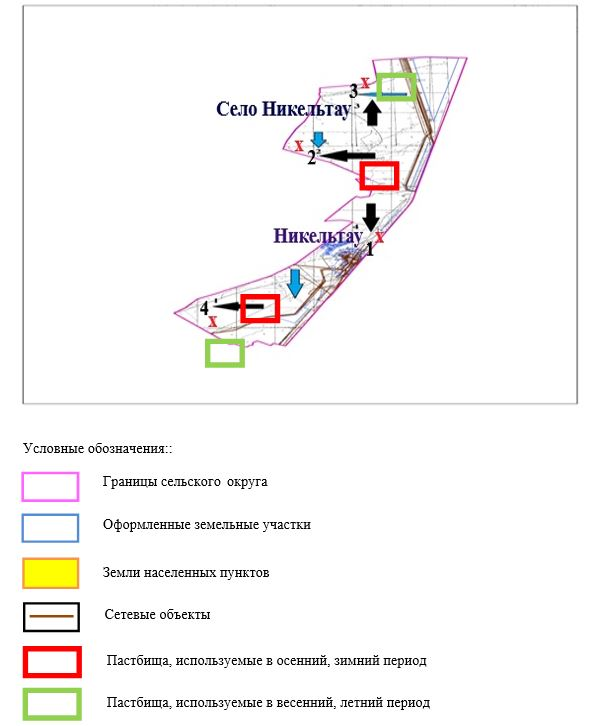 x
3
Село Никельтау
x
2
Никельтау x
1
4
x
Условные обозначения::
Границы сельского округа
Оформленные земельные участки
Земли населенных пунктов
Сетевые объекты
Пастбища, используемые в осенний, зимний период
Пастбища, используемые в весенний, летний период